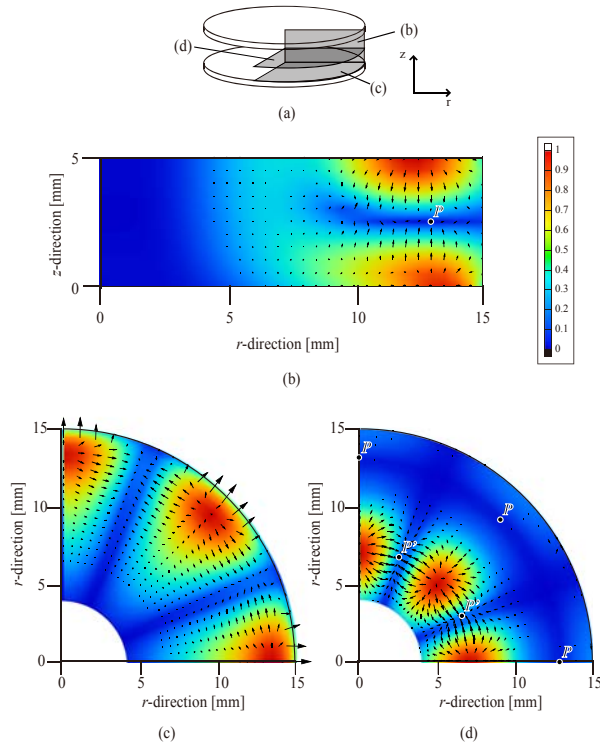 (b)
(d)
(c)
z
r
(a)
5
0
z-direction [mm]
P
0
5
10
15
r-direction [mm]
1
0.9
0.8
0.7
0.6
0.5
0.4
0.3
0.2
0.1
0
(b)
15
10
5
0
r-direction [mm]
0
5
10
15
r-direction [mm]
(c)
15
10
5
0
r-direction [mm]
P
P
P'
P'
P
0
5
10
15
r-direction [mm]
(d)